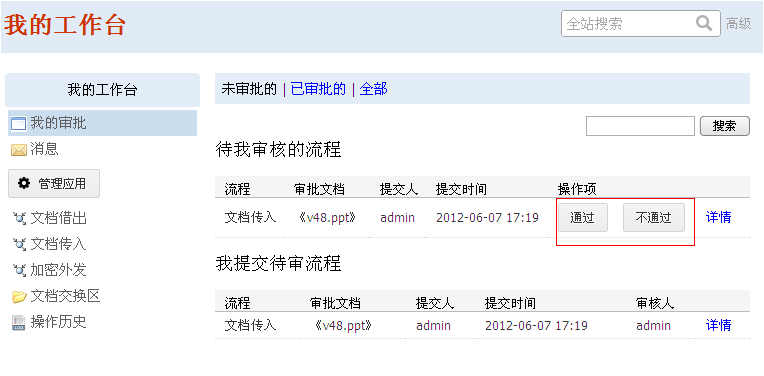 我的工作台
全站搜索 高级
我的工作台
我的审批
消息
管理应用
文档借出
文档传入
加密外发
文档交换区
操作历史
未审批的 | 已审批的 | 全部
搜索
待我审核的流程
流程 审批文档 提交人 提交时间 操作项
文档传入 《v48.ppt》 admin 2012-06-07 17:19 通过 不通过 详情
我提交待审流程
流程 审批文档 提交人 提交时间 审核人
文档传入 《v48.ppt》 admin 2012-06-07 17:19 admin 详情